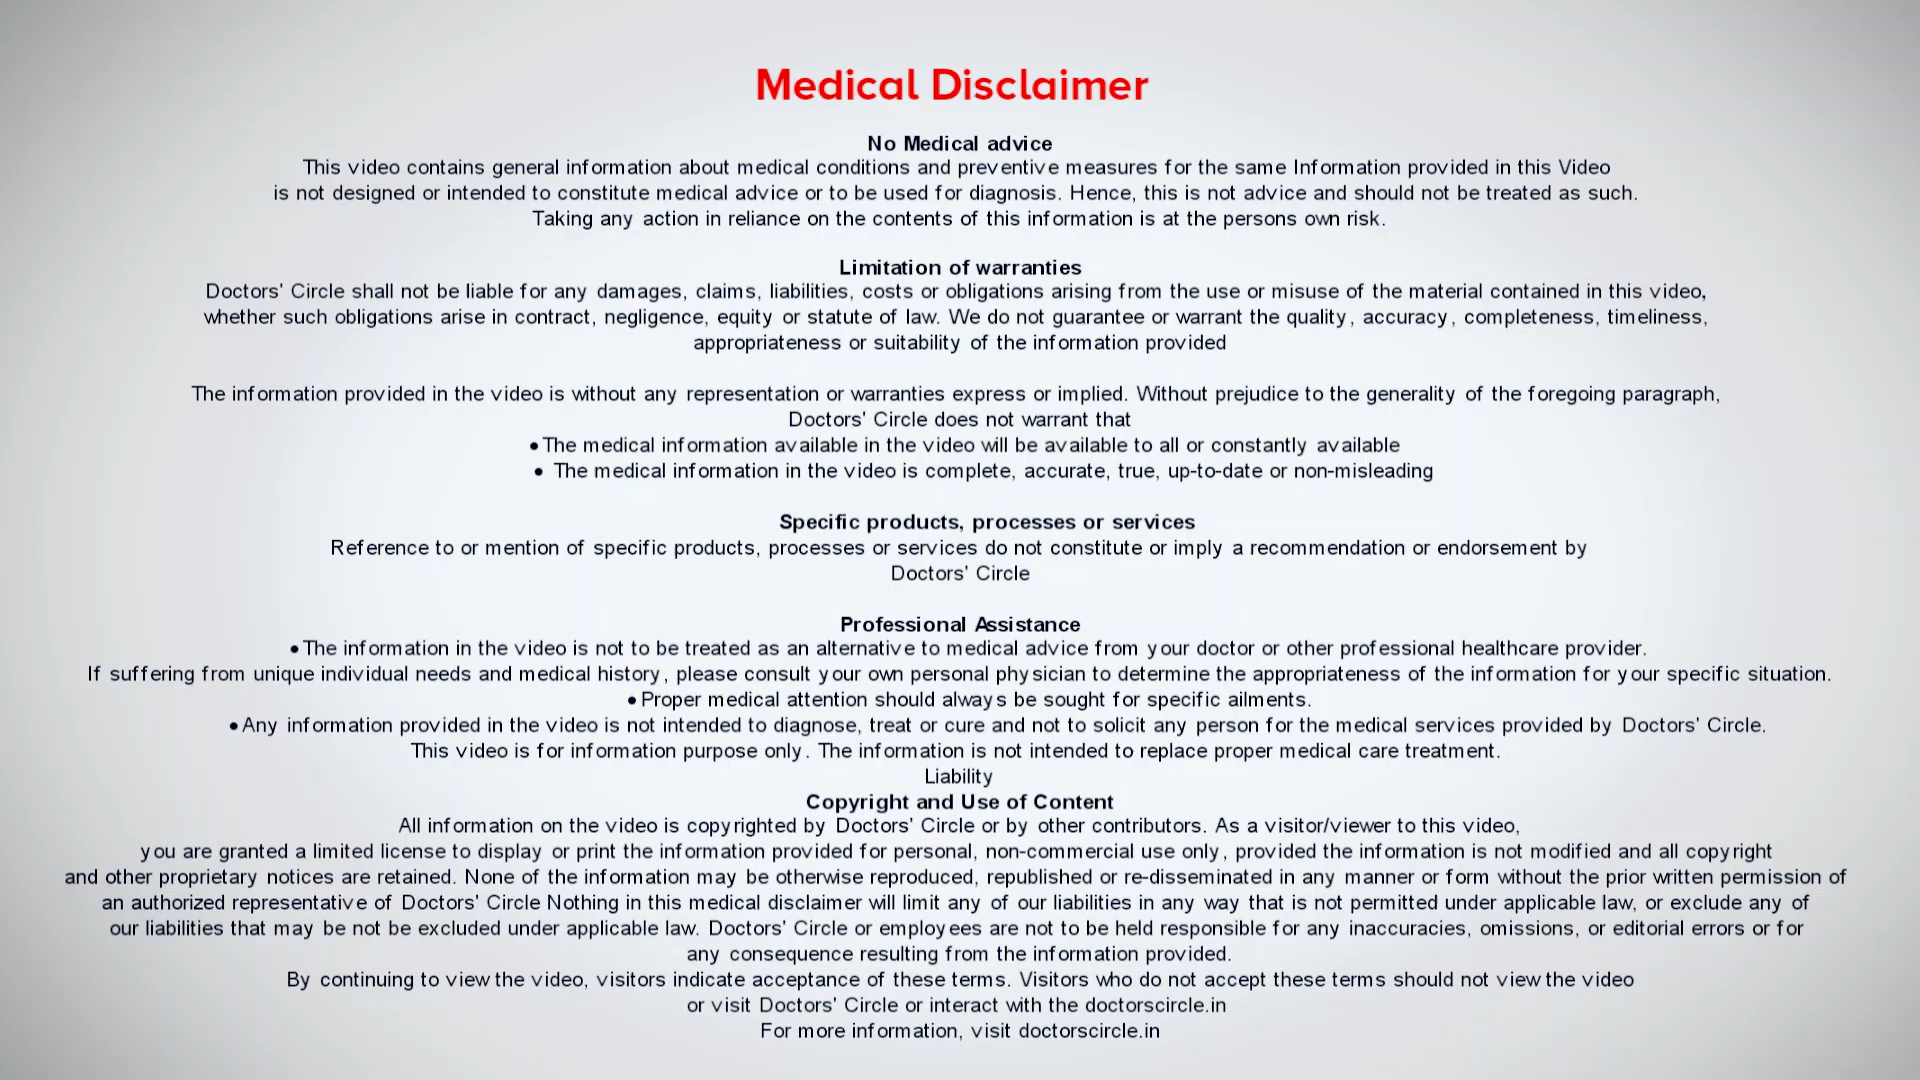 Medical Disclaimer
No Medical advice
This video contains general information about medical conditions and preventive measures for the same Information provided in this Video
is not designed or intended to constitute medical advice or to be used for diagnosis. Hence, this is not advice and should not be treated as such.
Taking any action in reliance on the contents of this information is at the persons own risk.
Limitation of warranties
Doctors' Circle shall not be liable for any damages, claims, liabilities, costs or obligations arising from the use or misuse of the material contained in this video,
whether such obligations arise in contract, negligence, equity or statute of law. We do not guarantee or warrant the quality, accuracy, completeness, timeliness,
appropriateness or suitability of the information provided
The information provided in the video is without any representation or warranties express or implied. Without prejudice to the generality of the foregoing paragraph,
Doctors' Circle does not warrant that
• The medical information available in the video will be available to all or constantly available
• The medical information in the video is complete, accurate, true, up-to-date or non-misleading
Specific products, processes or services
Reference to or mention of specific products, processes or services do not constitute or imply a recommendation or endorsement by
Doctors' Circle
Professional Assistance
• The information in the video is not to be treated as an alternative to medical advice from your doctor or other professional healthcare provider.
If suffering from unique individual needs and medical history, please consult your own personal physician to determine the appropriateness of the information for your specific situation.
• Proper medical attention should always be sought for specific ailments.
• Any information provided in the video is not intended to diagnose, treat or cure and not to solicit any person for the medical services provided by Doctors' Circle.
This video is for information purpose only. The information is not intended to replace proper medical care treatment.
Liability
Copyright and Use of Content
All information on the video is copyrighted by Doctors' Circle or by other contributors. As a visitor/viewer to this video,
you are granted a limited license to display or print the information provided for personal, non-commercial use only, provided the information is not modified and all copyright
and other proprietary notices are retained. None of the information may be otherwise reproduced, republished or re-disseminated in any manner or form without the prior written permission of
an authorized representative of Doctors' Circle Nothing in this medical disclaimer will limit any of our liabilities in any way that is not permitted under applicable law, or exclude any of
our liabilities that may be not be excluded under applicable law. Doctors' Circle or employees are not to be held responsible for any inaccuracies, omissions, or editorial errors or for
any consequence resulting from the information provided.
By continuing to view the video, visitors indicate acceptance of these terms. Visitors who do not accept these terms should not view the video
or visit Doctors' Circle or interact with the doctorscircle.in
For more information, visit doctorscircle.in